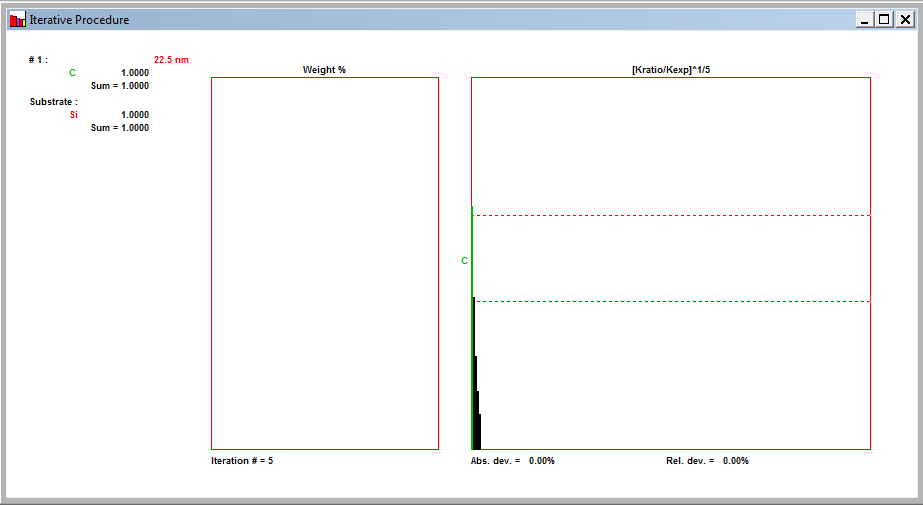 Iterative Procedure
# 1 : 22.5 nm
C 1.0000
Sum = 1.0000
Substrate :
Si 1.0000
Sum = 1.0000
Weight %
Iteration # = 5
[Kratio/Kexp]^1/5
C
Abs. dev. = 0.00% Rel. dev. = 0.00%